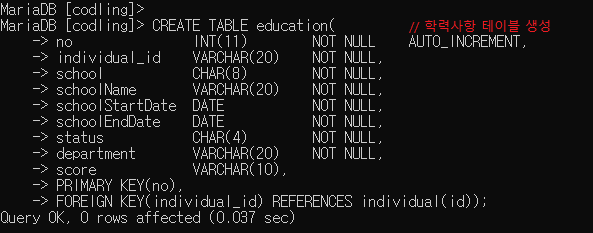 MariaDB [codling]>
MariaDB [codling]> CREATE TABLE education( // 학력사항 테이블 생성
-> no INT(11) NOT NULL AUTO_INCREMENT,
-> individual_id VARCHAR(20) NOT NULL,
-> school CHAR(8) NOT NULL,
-> schoolName VARCHAR(20) NOT NULL,
-> schoolStartDate DATE NOT NULL,
-> schoolEndDate DATE NOT NULL,
-> status CHAR(4) NOT NULL,
-> department VARCHAR(20) NOT NULL,
-> score VARCHAR(10),
-> PRIMARY KEY(no),
-> FOREIGN KEY(individual_id) REFERENCES individual(id));
Query OK, 0 rows affected (0.037 sec)